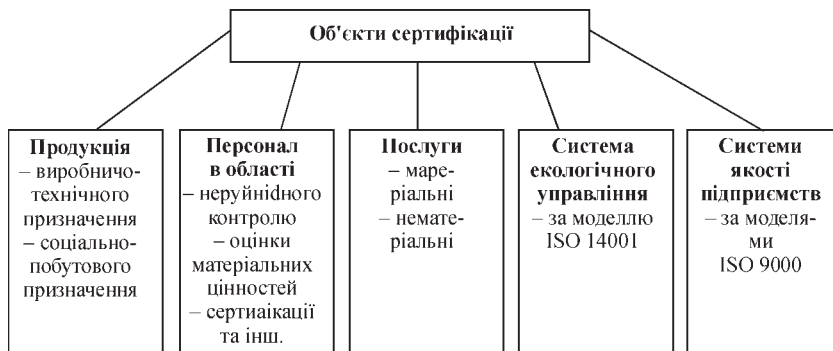 Об'єкти сертифікації
Продукція
– виробничо-
технічного
призначення
– соціально-
побутового
призначення
Персонал
в області
– неруйніdного
контролю
– оцінки
матеріальних
цінностей
– сертиаікації
та інш.
Послуги
– маре-
ріальні
– немате-
ріальні
Система
екологічного
управління
– за моделлю
ISO 14001
Системи
якості
підприємств
– за моделя-
ми
ISO 9000